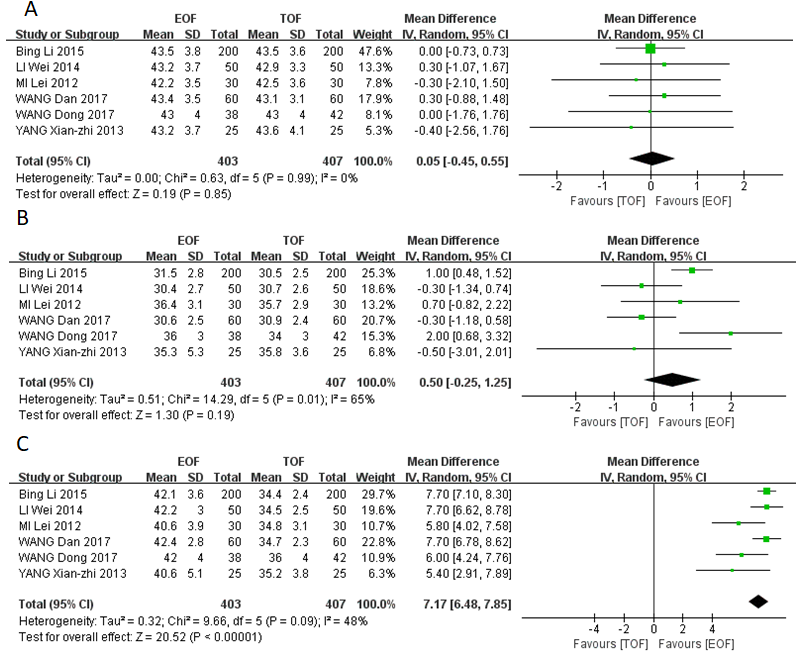 A
EOF TOF Mean Difference Mean Difference
Study or Subgroup Mean SD Total Mean SD Total Weight IV, Random, 95% CI IV, Random, 95% CI
Bing Li 2015 43.5 3.8 200 43.5 3.6 200 47.6% 0.00 [-0.73, 0.73]
LI Wei 2014 43.2 3.7 50 42.9 3.3 50 13.3% 0.30 [-1.07, 1.67]
MI Lei 2012 42.2 3.5 30 42.5 3.6 30 7.8% -0.30 [-2.10, 1.50]
WANG Dan 2017 43.4 3.5 60 43.1 3.1 60 17.9% 0.30 [-0.88, 1.48]
WANG Dong 2017 43 4 38 43 4 42 8.1% 0.00 [-1.76, 1.76]
YANG Xian-zhi 2013 43.2 3.7 25 43.6 4.1 25 5.3% -0.40 [-2.56, 1.76]
Total (95% CI) 403 407 100.0% 0.05 [-0.45, 0.55]
Heterogeneity: Tau² = 0.00; Chi² = 0.63, df = 5 (P = 0.99); I² = 0%
Test for overall effect: Z = 0.19 (P = 0.85)
-2 -1 0 1 2
Favours [TOF] Favours [EOF]
B
EOF TOF Mean Difference Mean Difference
Study or Subgroup Mean SD Total Mean SD Total Weight IV, Random, 95% CI IV, Random, 95% CI
Bing Li 2015 31.5 2.8 200 30.5 2.5 200 25.3% 1.00 [0.48, 1.52]
LI Wei 2014 30.4 2.7 50 30.7 2.6 50 18.6% -0.30 [-1.34, 0.74]
MI Lei 2012 36.4 3.1 30 35.7 2.9 30 13.2% 0.70 [-0.82, 2.22]
WANG Dan 2017 30.6 2.5 60 30.9 2.4 60 20.7% -0.30 [-1.18, 0.58]
WANG Dong 2017 36 3 38 34 3 42 15.3% 2.00 [0.68, 3.32]
YANG Xian-zhi 2013 35.3 5.3 25 35.8 3.6 25 6.8% -0.50 [-3.01, 2.01]
Total (95% CI) 403 407 100.0% 0.50 [-0.25, 1.25]
Heterogeneity: Tau² = 0.51; Chi² = 14.29, df = 5 (P = 0.01); I² = 65%
Test for overall effect: Z = 1.30 (P = 0.19)
-2 -1 0 1 2
Favours [TOF] Favours [EOF]
C
EOF TOF Mean Difference Mean Difference
Study or Subgroup Mean SD Total Mean SD Total Weight IV, Random, 95% CI IV, Random, 95% CI
Bing Li 2015 42.1 3.6 200 34.4 2.4 200 29.7% 7.70 [7.10, 8.30]
LI Wei 2014 42.2 3 50 34.5 2.5 50 19.6% 7.70 [6.62, 8.78]
MI Lei 2012 40.6 3.9 30 34.8 3.1 30 10.7% 5.80 [4.02, 7.58]
WANG Dan 2017 42.4 2.8 60 34.7 2.3 60 22.8% 7.70 [6.78, 8.62]
WANG Dong 2017 42 4 38 36 4 42 10.9% 6.00 [4.24, 7.76]
YANG Xian-zhi 2013 40.6 5.1 25 35.2 3.8 25 6.3% 5.40 [2.91, 7.89]
Total (95% CI) 403 407 100.0% 7.17 [6.48, 7.85]
Heterogeneity: Tau² = 0.32; Chi² = 9.66, df = 5 (P = 0.09); I² = 48%
Test for overall effect: Z = 20.52 (P < 0.00001)
-4 -2 0 2 4
Favours [TOF] Favours [EOF]